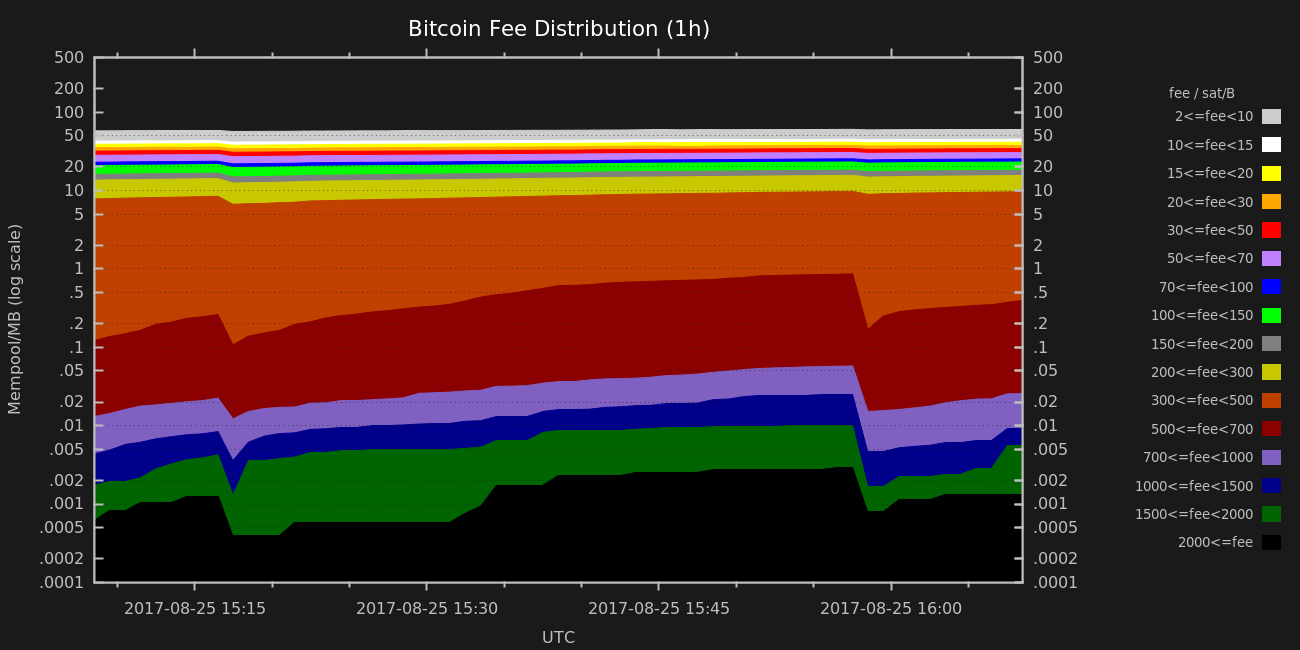 Bitcoin Fee Distribution (1h)
Mempool/MB (log scale)
500
200
100
50
20
10
5
2
1
.5
.2
.1
.05
.02
.01
.005
.002
.001
.0005
.0002
.0001
500
200
100
50
20
10
5
2
1
.5
.2
.1
.05
.02
.01
.005
.002
.001
.0005
.0002
.0001
2017-08-25 15:15
2017-08-25 15:30
2017-08-25 15:45
2017-08-25 16:00
UTC
fee / sat/B
2<=fee<10
10<=fee<15
15<=fee<20
20<=fee<30
30<=fee<50
50<=fee<70
70<=fee<100
100<=fee<150
150<=fee<200
200<=fee<300
300<=fee<500
500<=fee<700
700<=fee<1000
1000<=fee<1500
1500<=fee<2000
2000<=fee